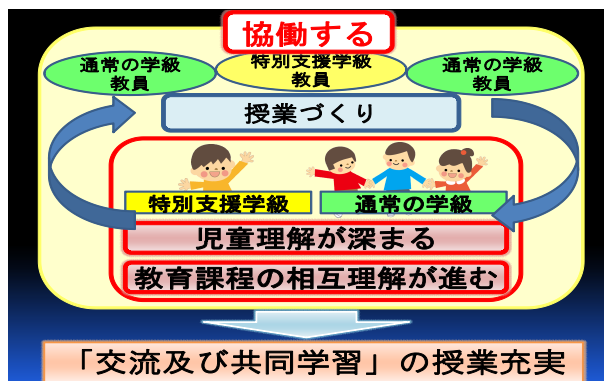 協働する
通常の学級
教員
特別支援学級
教員
通常の学級
教員
授業づくり
特別支援学級
通常の学級
児童理解が深まる
教育課程の相互理解が進む
「交流及び共同学習」の授業充実